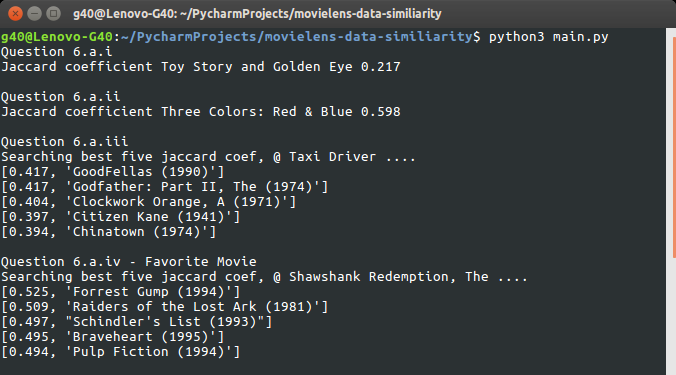 g40@Lenovo-G40: ~/PycharmProjects/movielens-data-similiarity
g40@Lenovo-G40:~/PycharmProjects/movielens-data-similiarity$ python3 main.py
Question 6.a.i
Jaccard coefficient Toy Story and Golden Eye 0.217
Question 6.a.ii
Jaccard coefficient Three Colors: Red & Blue 0.598
Question 6.a.iii
Searching best five jaccard coef, @ Taxi Driver ....
[0.417, 'GoodFellas (1990)']
[0.417, 'Godfather: Part II, The (1974)']
[0.404, 'Clockwork Orange, A (1971)']
[0.397, 'Citizen Kane (1941)']
[0.394, 'Chinatown (1974)']
Question 6.a.iv - Favorite Movie
Searching best five jaccard coef, @ Shawshank Redemption, The ....
[0.525, 'Forrest Gump (1994)']
[0.509, 'Raiders of the Lost Ark (1981)']
[0.497, "Schindler's List (1993)"]
[0.495, 'Braveheart (1995)']
[0.494, 'Pulp Fiction (1994)']